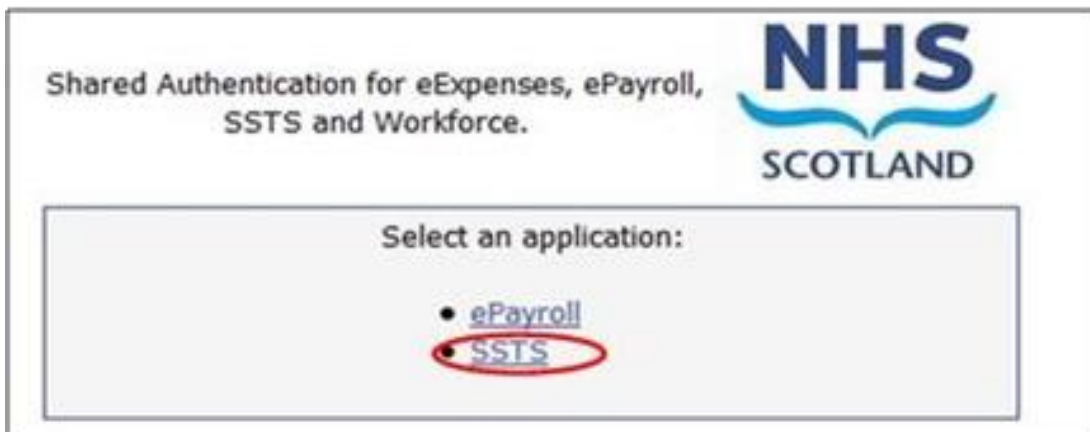 Shared Authentication for eExpenses, ePayroll,
SSTS and Workforce.
NHS
SCOTLAND
Select an application:
ePayroll
SSTS